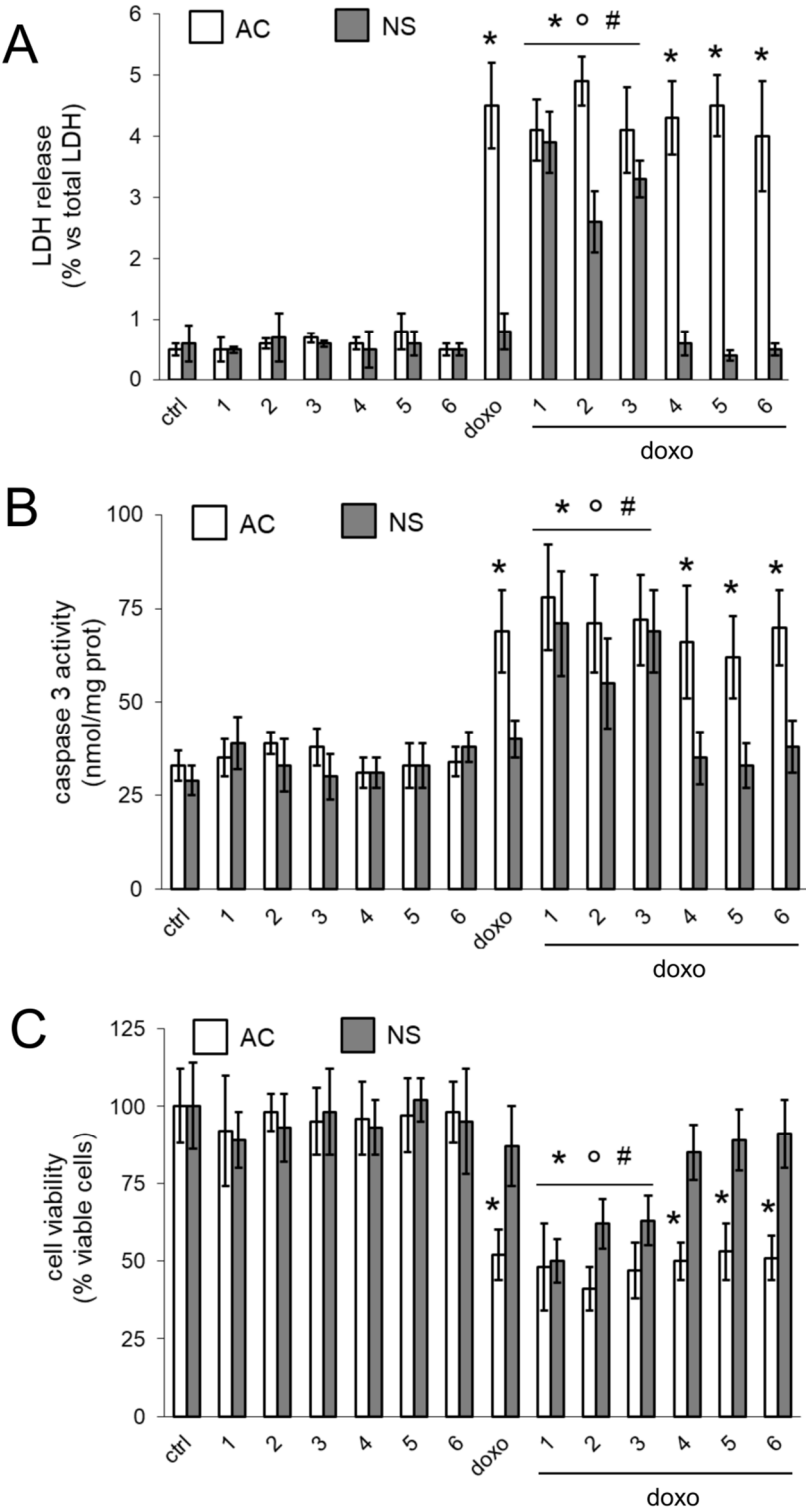 A
AC
NS
LDH release
(% vs total LDH)
6
5
4
3
2
1
0
*
* ° #
*
*
*
ctrl 1 2 3 4 5 6 doxo 1 2 3 4 5 6
doxo
B
AC
NS
caspase 3 activity
(nmol/mg prot)
100
75
50
25
0
*
* ° #
*
*
*
ctrl 1 2 3 4 5 6 doxo 1 2 3 4 5 6
doxo
C
AC
NS
cell viability
(% viable cells)
125
100
75
50
25
0
*
* ° #
*
*
*
ctrl 1 2 3 4 5 6 doxo 1 2 3 4 5 6
doxo